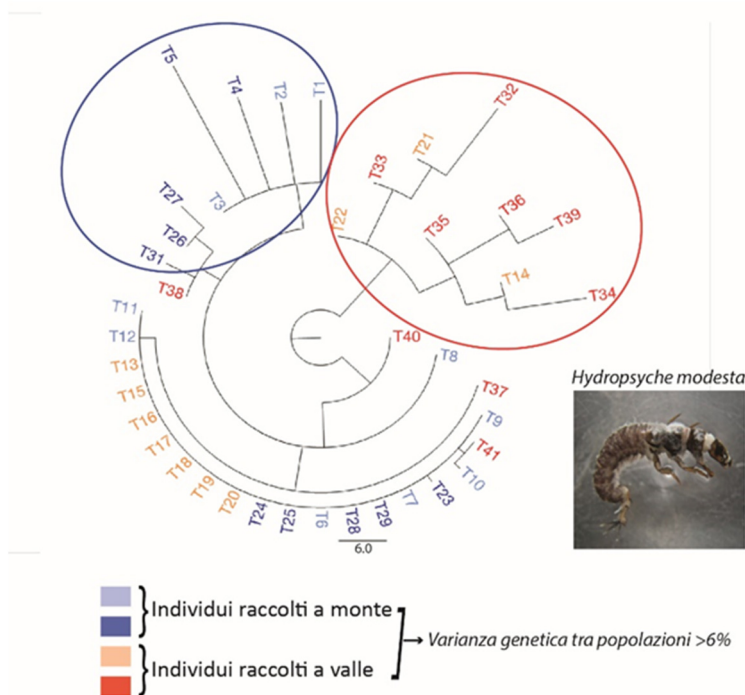 T5
T4
T2
T1
T3
T27
T26
T31
T38
T32
T21
T33
T22
T35
T36
T39
T14
T34
T40
T8
T11
T12
T13
T15
T16
T17
T18
T19
T20
T24
T25
T6
T28
T29
T7
T23
T10
T41
T9
T37
6.0
Hydropsyche modesta
Individui raccolti a monte
Individui raccolti a valle
Varianza genetica tra popolazioni >6%